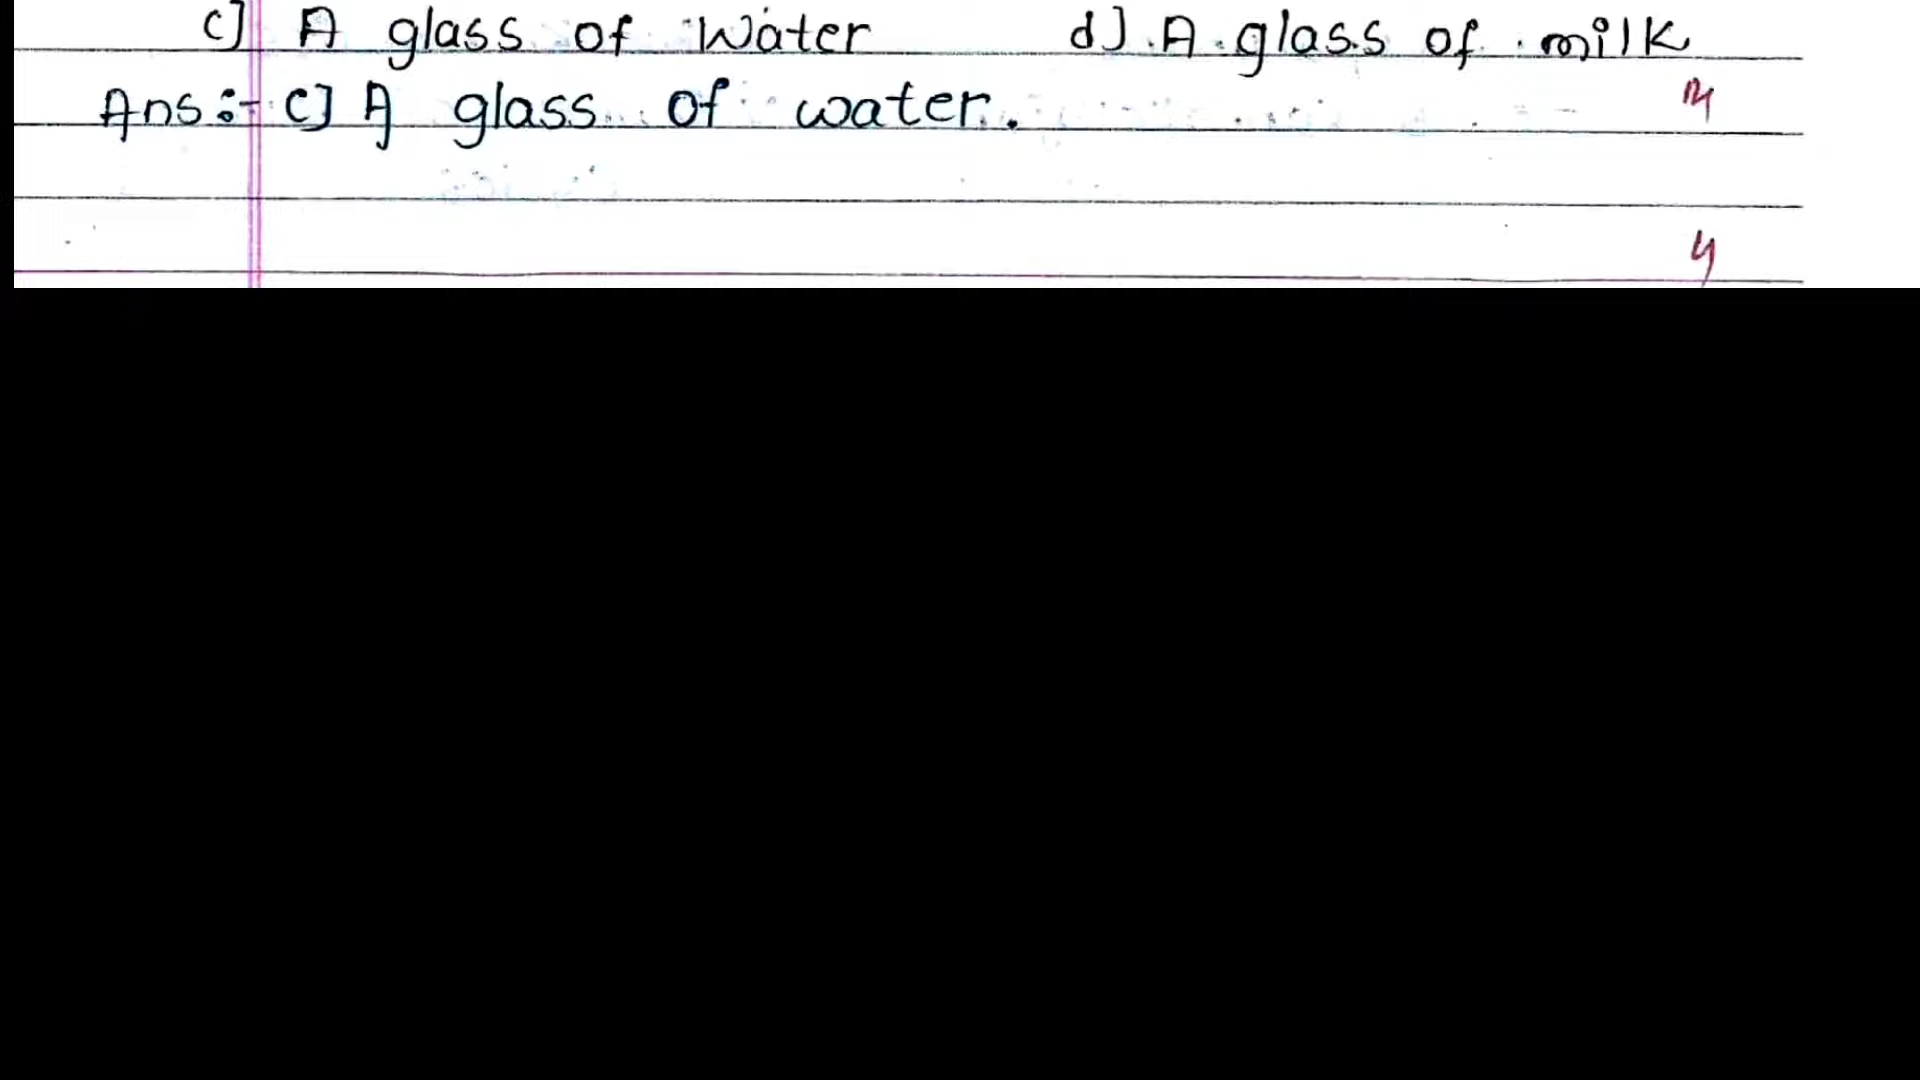 c] A glass of Water d] A glass of milk
Ans :- c] A glass of water.